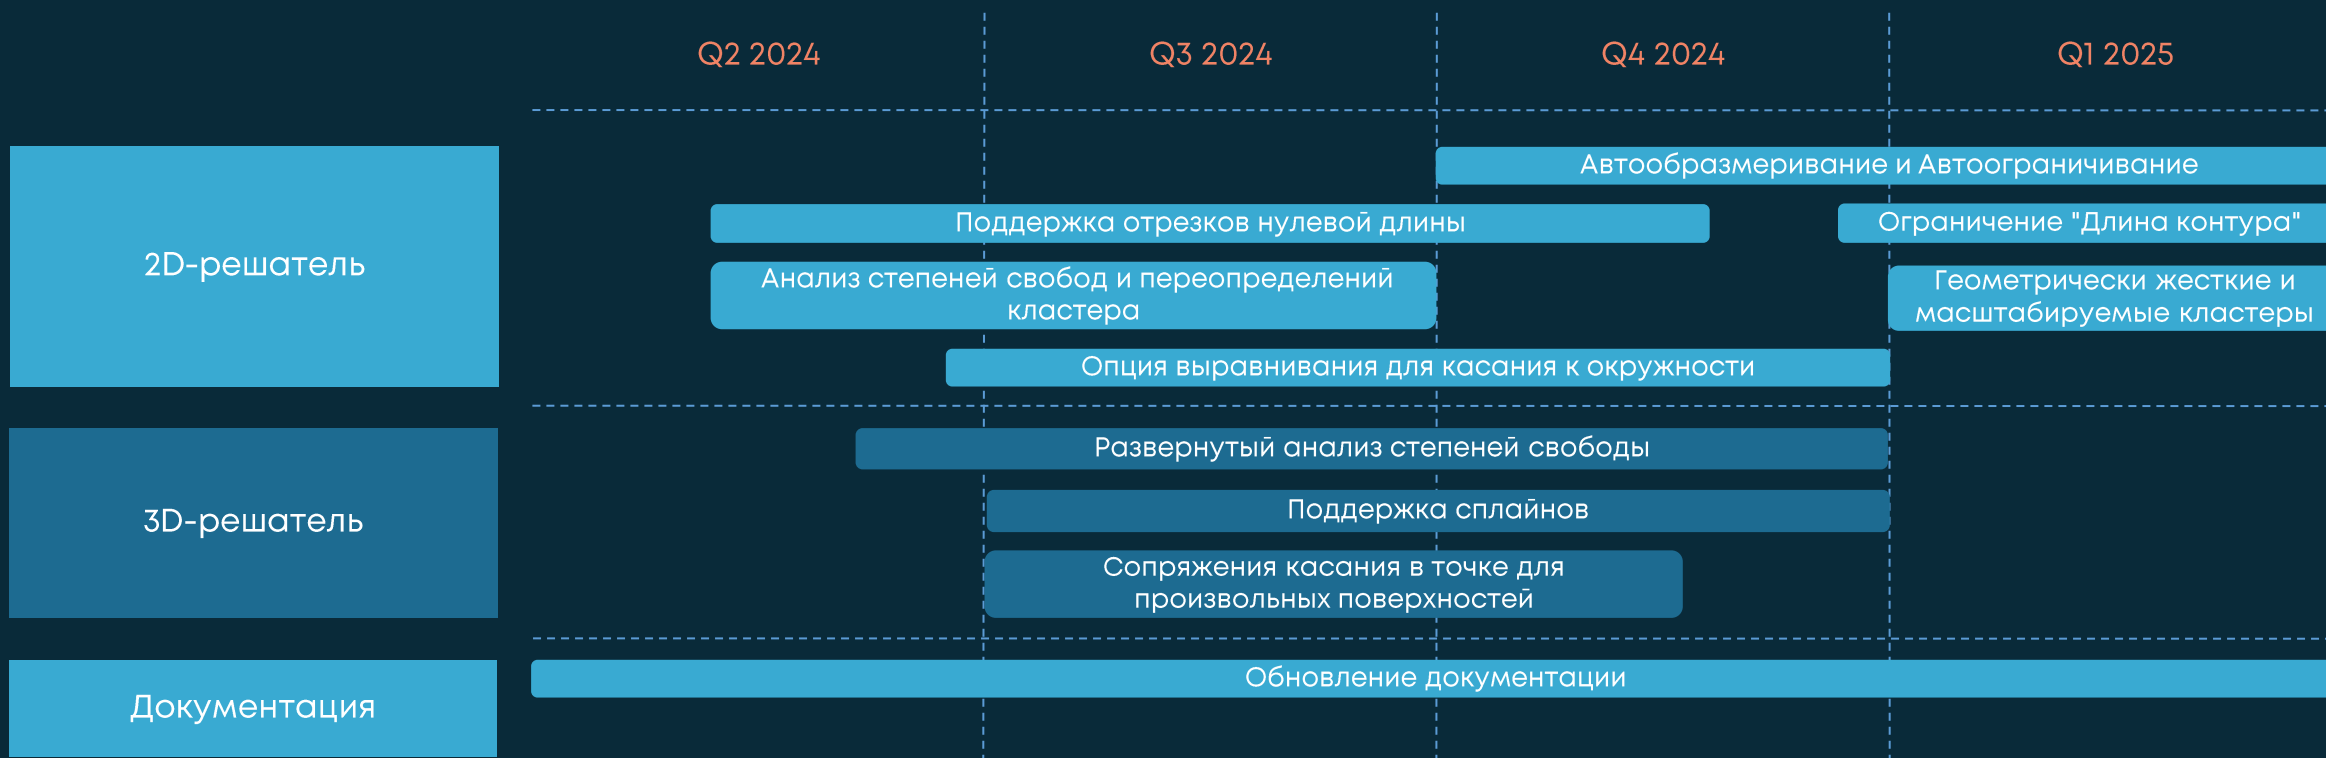 Q2 2024
Q3 2024
Q4 2024
Q1 2025
2D-решатель
Автообразмеривание и Автоограничивание
Поддержка отрезков нулевой длины
Ограничение "Длина контура"
Анализ степеней свобод и переопределений
кластера
Геометрически жесткие и
масштабируемые кластеры
Опция выравнивания для касания к окружности
3D-решатель
Развернутый анализ степеней свободы
Поддержка сплайнов
Сопряжения касания в точке для
произвольных поверхностей
Документация
Обновление документации